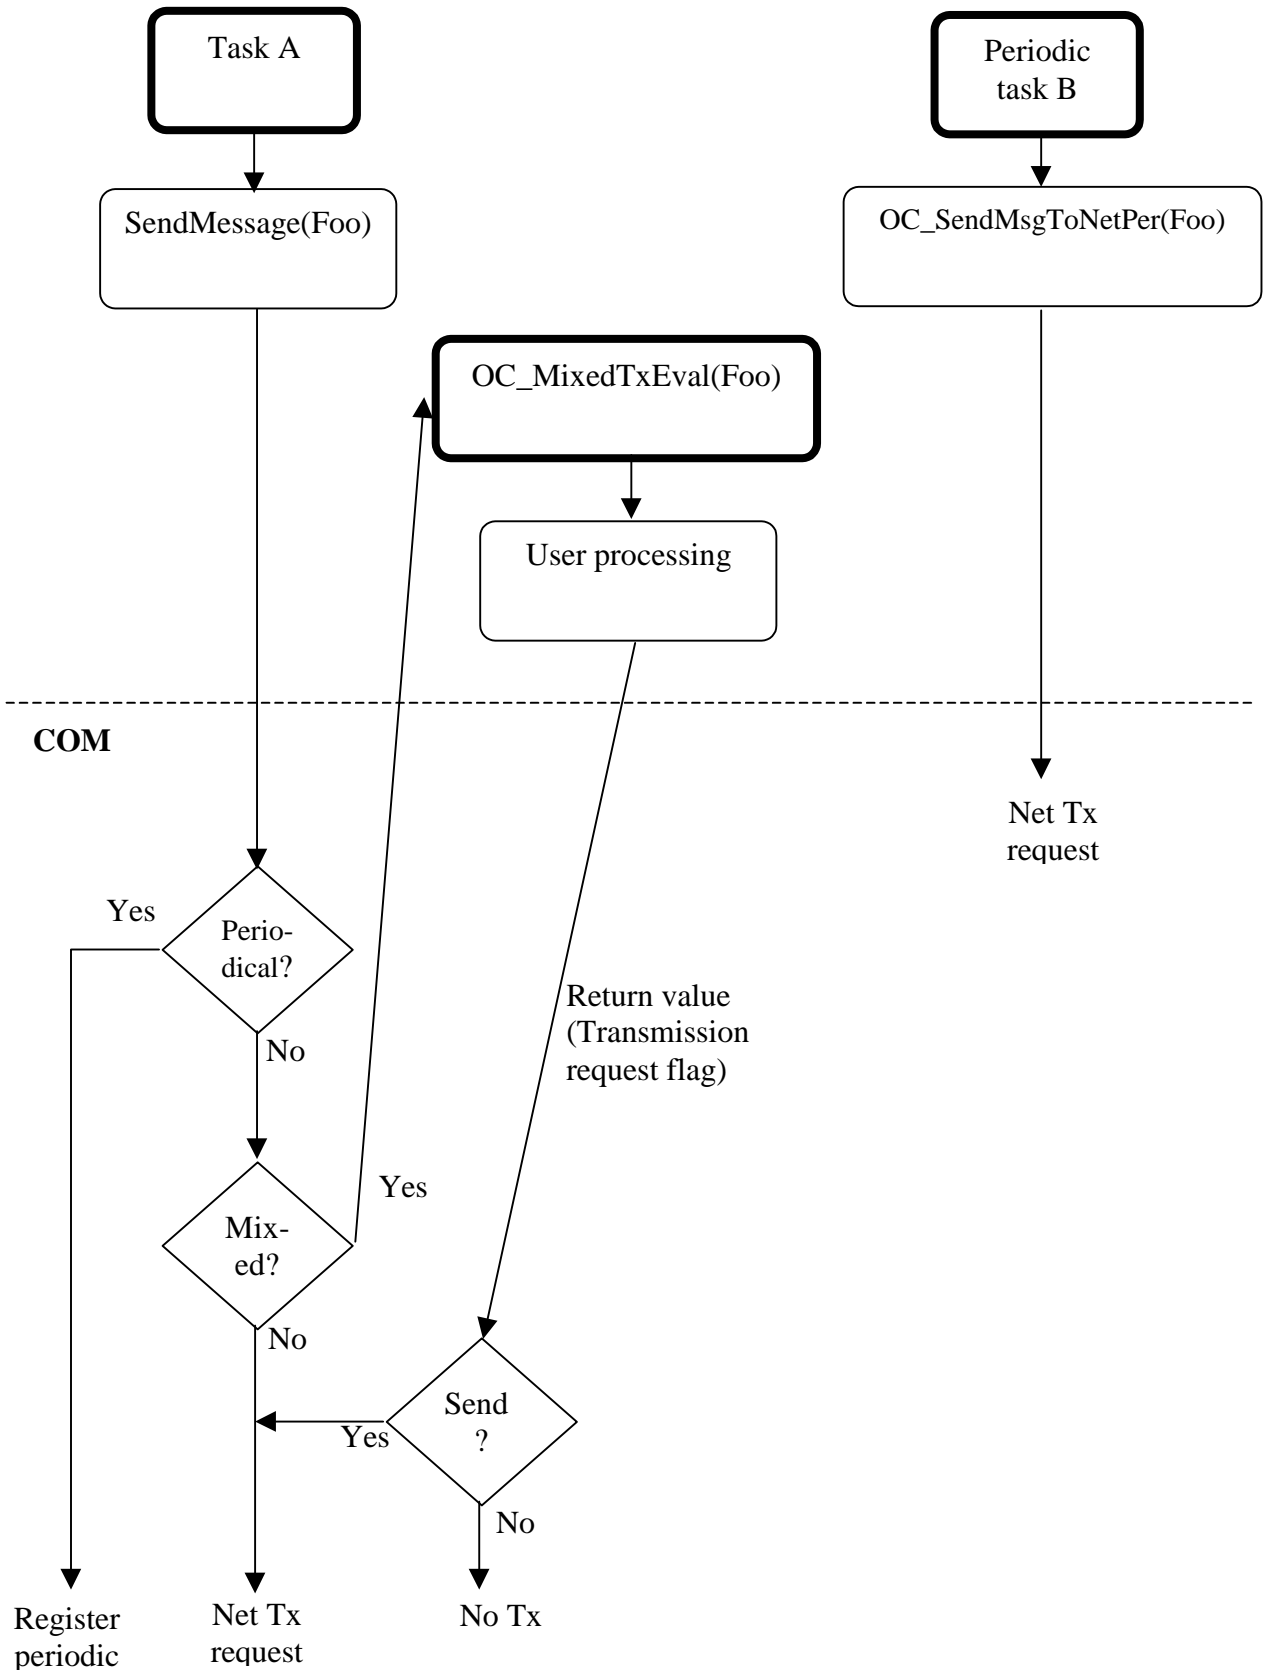 Task A
Periodic
task B
SendMessage(Foo)
OC_SendMsgToNetPer(Foo)
OC_MixedTxEval(Foo)
User processing
COM
Net Tx
request
Yes
Perio-
dical?
No
Return value
(Transmission
request flag)
Yes
Mix-
ed?
No
Send
?
Yes
No
Register
periodic
Net Tx
request
No Tx